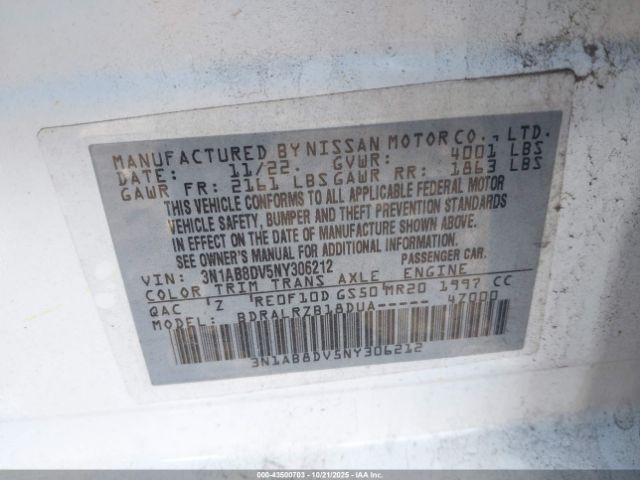 MANUFACTURED BY NISSAN MOTOR CO., LTD.
DATE: 11/22. GVWR: 4001 LBS
GAWR FR: 2161 LBS GAWR RR: 1863 LBS
THIS VEHICLE CONFORMS TO ALL APPLICABLE FEDERAL MOTOR
VEHICLE SAFETY, BUMPER AND THEFT PREVENTION STANDARDS
IN EFFECT ON THE DATE OF MANUFACTURE SHOWN ABOVE.
SEE OWNER'S MANUAL FOR ADDITIONAL INFORMATION.
VIN: 3N1AB8DV5NY306212 PASSENGER CAR.
COLOR TRIM TRANS AXLE ENGINE
QAC Z RE0F10D GS50 MR20 1997 CC
MODEL: BDRALRZB18DUA----- 47000
3N1AB8DV5NY306212
000-43500703 - 10/21/2025 - IAAI.COM